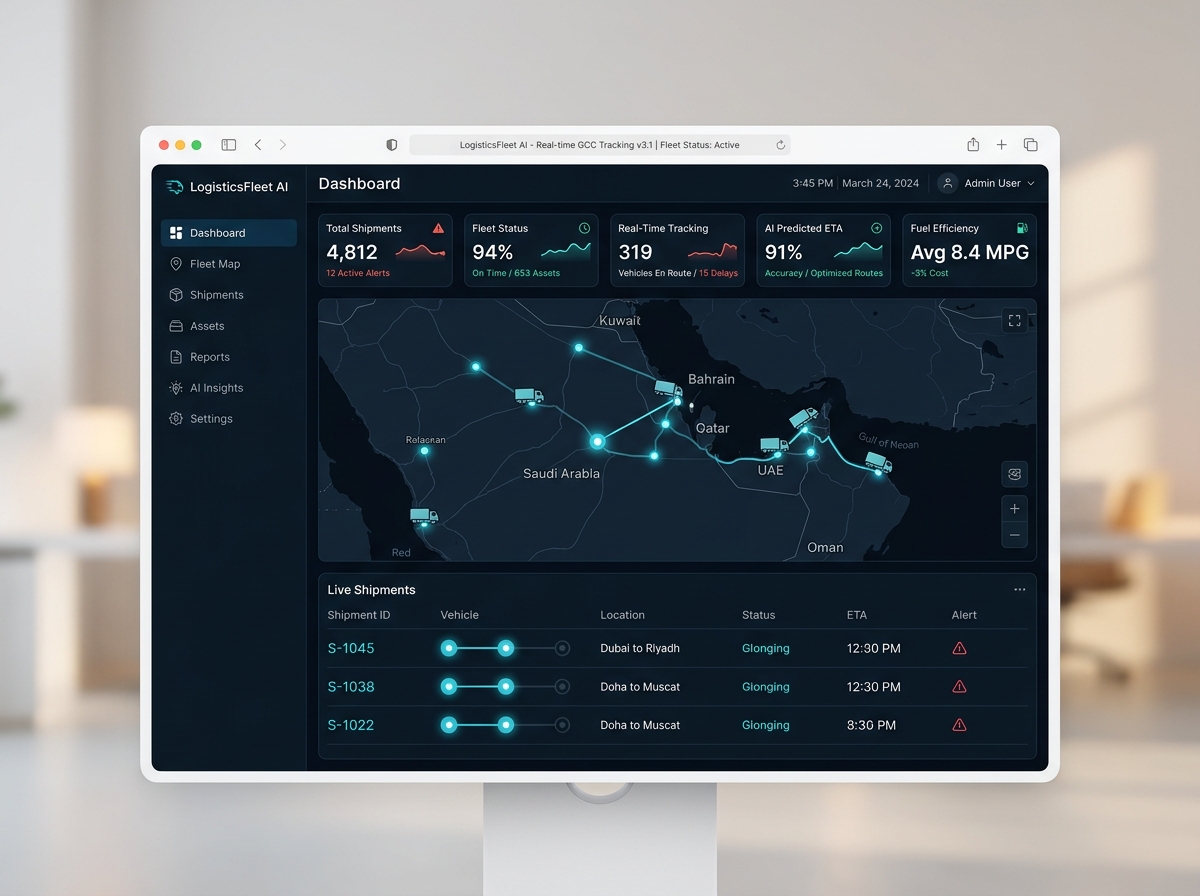 LogisticsFleet AI - Real-time GCC Tracking v3.1 | Fleet Status: Active
LogisticsFleet AI
Dashboard
3:45 PM | March 24, 2024
Admin User
Dashboard
Fleet Map
Shipments
Assets
Reports
AI Insights
Settings
Total Shipments
4,812
12 Active Alerts
Fleet Status
94%
On Time / 653 Assets
Real-Time Tracking
319
Vehicles En Route / 15 Delays
AI Predicted ETA
91%
Accuracy / Optimized Routes
Fuel Efficiency
Avg 8.4 MPG
-3% Cost
Kuwait
Bahrain
Qatar
Saudi Arabia
UAE
Gulf of Meoan
Oman
Red
Live Shipments
Shipment ID Vehicle Location Status ETA Alert
S-1045 Dubai to Riyadh Glonging 12:30 PM
S-1038 Doha to Muscat Glonging 12:30 PM
S-1022 Doha to Muscat Glonging 8:30 PM